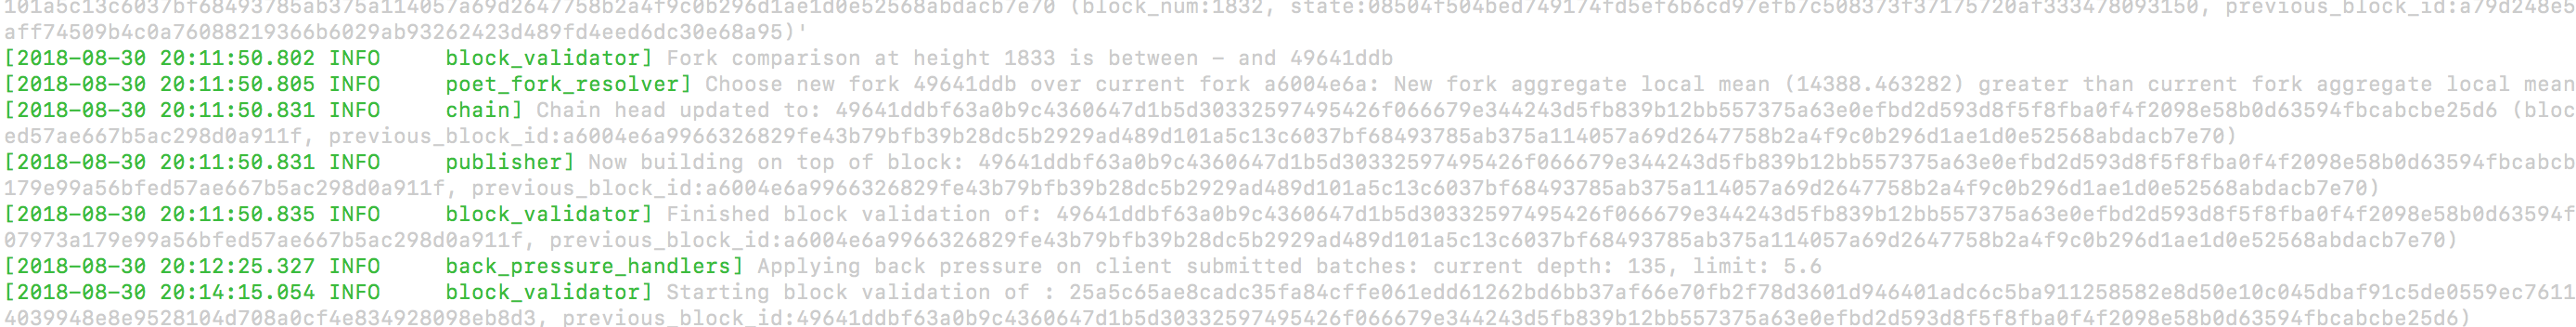 101a5c13c6037bf68493785ab375a114057a69d2647758b2a4f9c0b296d1ae1d0e52568abdacb7e70 (block_num:1832, state:08504f504bed749174fd5ef6b6cd97efb7c508373f37175720af333478093150, previous_block_id:a79d248e5
aff74509b4c0a76088219366b6029ab93262423d489fd4eed6dc30e68a95)'
[2018-08-30 20:11:50.802 INFO     block_validator] Fork comparison at height 1833 is between - and 49641ddb
[2018-08-30 20:11:50.805 INFO     poet_fork_resolver] Choose new fork 49641ddb over current fork a6004e6a: New fork aggregate local mean (14388.463282) greater than current fork aggregate local mean
[2018-08-30 20:11:50.831 INFO     chain] Chain head updated to: 49641ddbf63a0b9c4360647d1b5d30332597495426f066679e344243d5fb839b12bb557375a63e0efbd2d593d8f5f8fba0f4f2098e58b0d63594fbcabcbe25d6 (bloc
ed57ae667b5ac298d0a911f, previous_block_id:a6004e6a9966326829fe43b79bfb39b28dc5b2929ad489d101a5c13c6037bf68493785ab375a114057a69d2647758b2a4f9c0b296d1ae1d0e52568abdacb7e70)
[2018-08-30 20:11:50.831 INFO     publisher] Now building on top of block: 49641ddbf63a0b9c4360647d1b5d30332597495426f066679e344243d5fb839b12bb557375a63e0efbd2d593d8f5f8fba0f4f2098e58b0d63594fbcabcb
179e99a56bfed57ae667b5ac298d0a911f, previous_block_id:a6004e6a9966326829fe43b79bfb39b28dc5b2929ad489d101a5c13c6037bf68493785ab375a114057a69d2647758b2a4f9c0b296d1ae1d0e52568abdacb7e70)
[2018-08-30 20:11:50.835 INFO     block_validator] Finished block validation of: 49641ddbf63a0b9c4360647d1b5d30332597495426f066679e344243d5fb839b12bb557375a63e0efbd2d593d8f5f8fba0f4f2098e58b0d63594f
07973a179e99a56bfed57ae667b5ac298d0a911f, previous_block_id:a6004e6a9966326829fe43b79bfb39b28dc5b2929ad489d101a5c13c6037bf68493785ab375a114057a69d2647758b2a4f9c0b296d1ae1d0e52568abdacb7e70)
[2018-08-30 20:12:25.327 INFO     back_pressure_handlers] Applying back pressure on client submitted batches: current depth: 135, limit: 5.6
[2018-08-30 20:14:15.054 INFO     block_validator] Starting block validation of : 25a5c65ae8cadc35fa84cffe061edd61262bd6bb37af66e70fb2f78d3601d946401adc6c5ba911258582e8d50e10c045dbaf91c5de0559ec7611
4039948e8e9528104d708a0cf4e834928098eb8d3, previous_block_id:49641ddbf63a0b9c4360647d1b5d30332597495426f066679e344243d5fb839b12bb557375a63e0efbd2d593d8f5f8fba0f4f2098e58b0d63594fbcabcbe25d6)